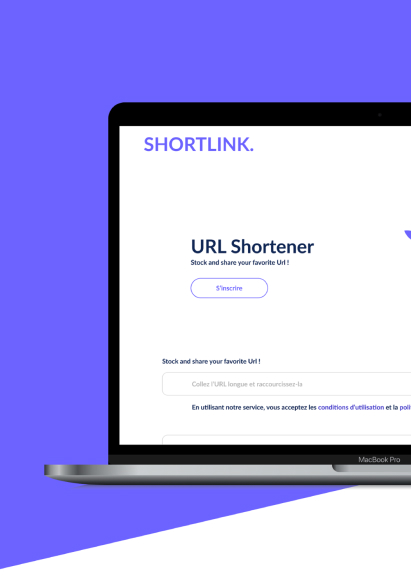 SHORTLINK.
URL Shortener
Stock and share your favorite Url !
S'inscrire
Stock and share your favorite Url !
Collez l'URL longue et raccourcissez-la
En utilisant notre service, vous acceptez les conditions d'utilisation et la poli
MacBook Pro